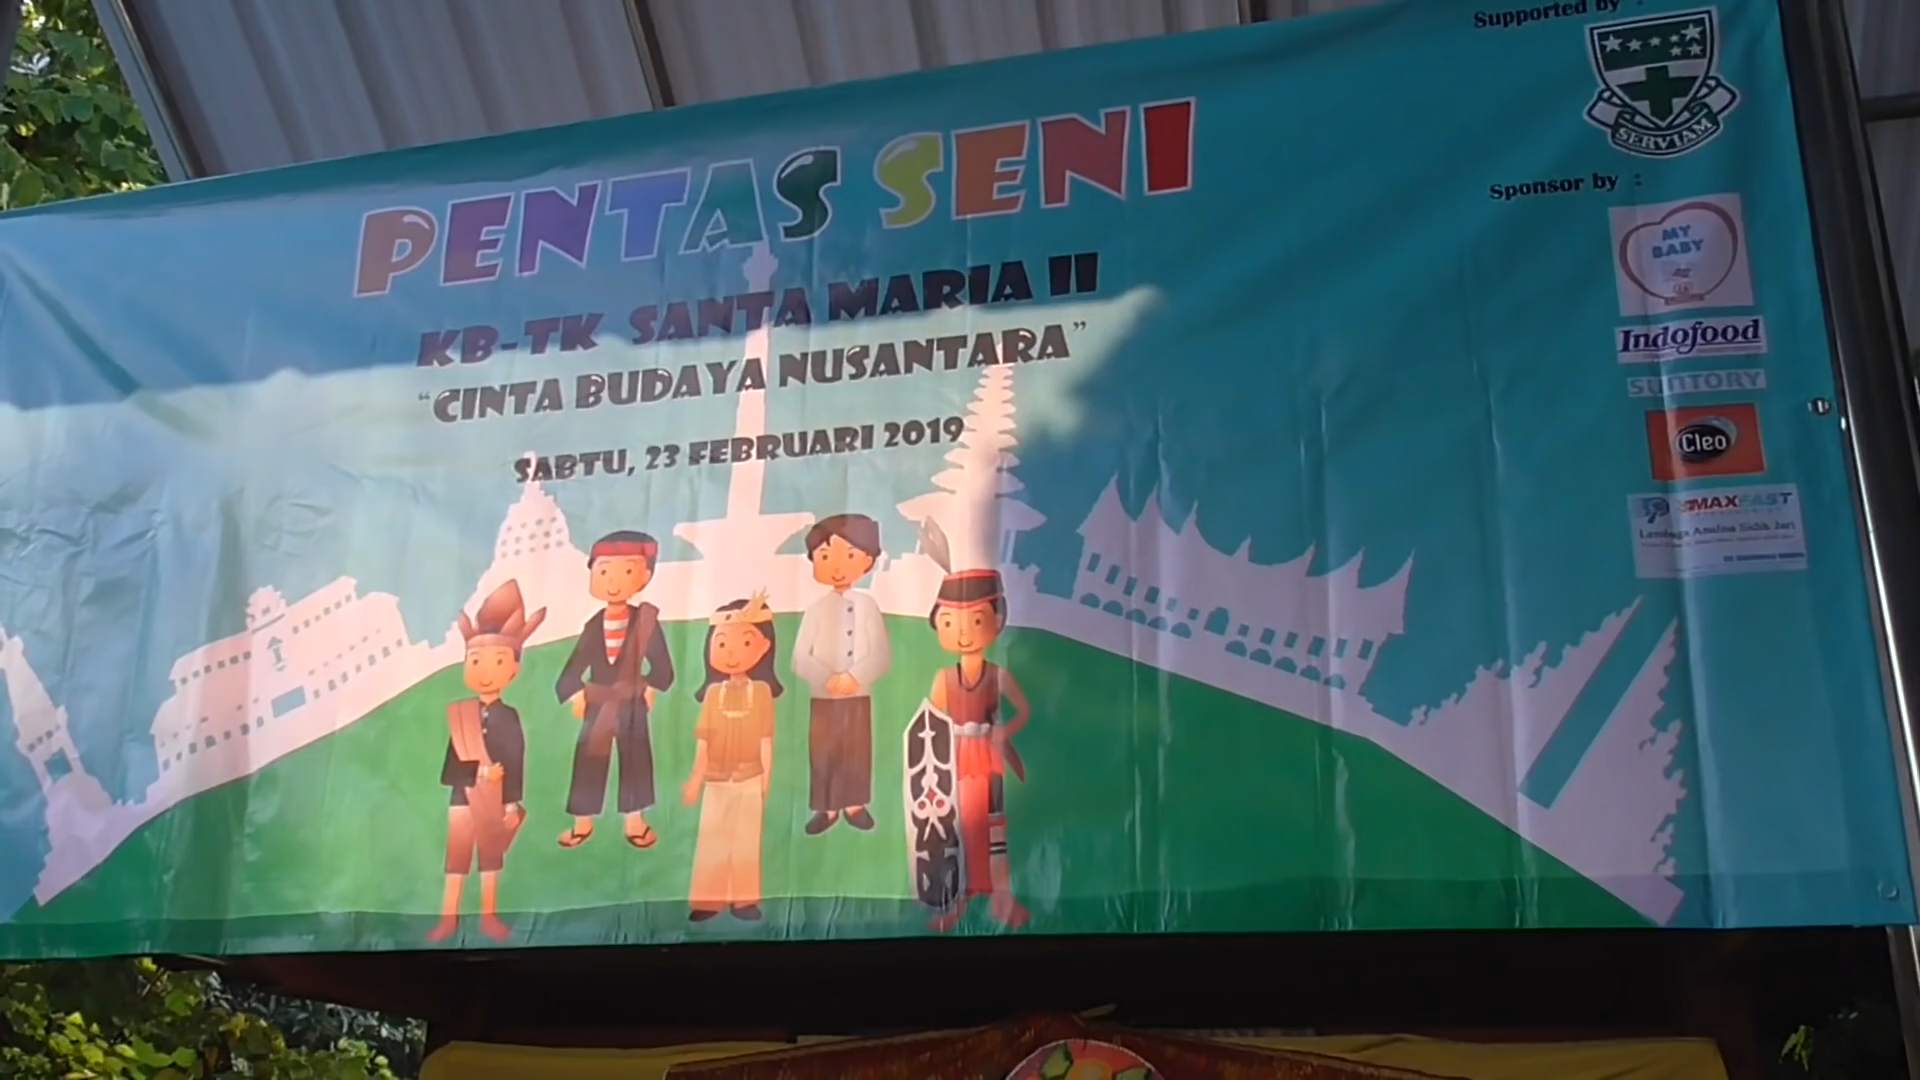 Supported by :
SERVIAM
PENTAS SENI
KB-TK SANTA MARIA II
“CINTA BUDAYA NUSANTARA”
SABTU, 23 FEBRUARI 2019
Sponsor by :
MY
BABY
Indofood
SUNTORY
Cleo
MAXFAST
Lembaga Analisa Sidik Jari